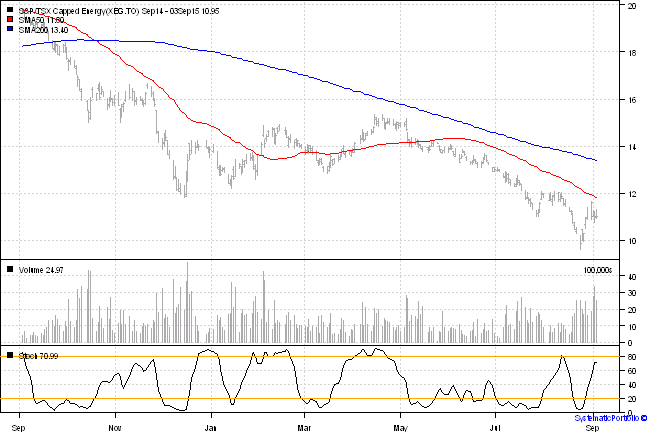 S&P/TSX Capped Energy(XEG.TO) Sep14 - 03Sep15 10.95
SMA50 11.80
SMA200 13.40
20
18
16
14
12
10
Volume 24.97
100,000s
40
30
20
10
0
Stoch 70.99
80
60
40
20
0
SystematicPortfolio ©
Sep Nov Jan Mar May Jul Sep